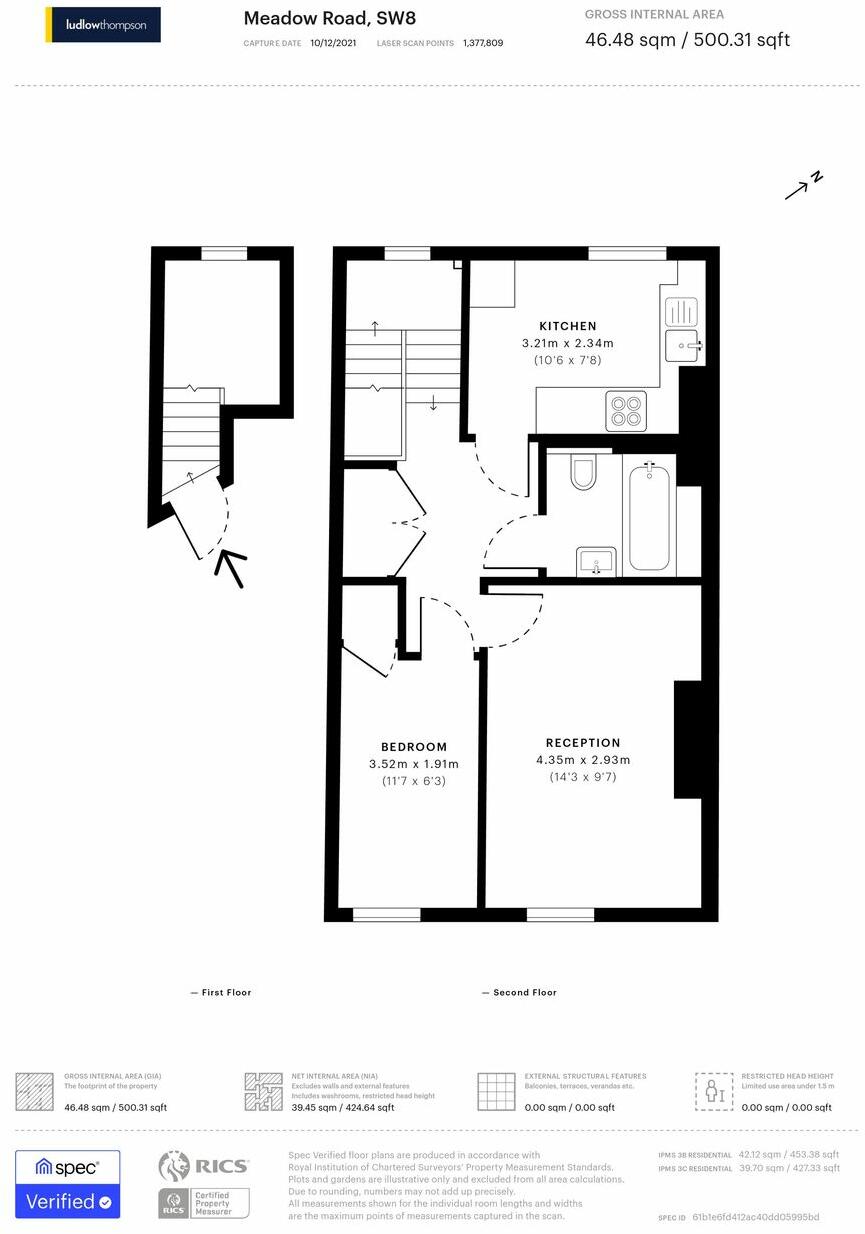 ludlowthompson
Meadow Road, SW8
CAPTURE DATE 10/12/2021 LASER SCAN POINTS 1,377,809
GROSS INTERNAL AREA
46.48 sqm / 500.31 sqft
N
KITCHEN
3.21m x 2.34m
(10'6 x 7'8)
BEDROOM
3.52m x 1.91m
(11'7 x 6'3)
RECEPTION
4.35m x 2.93m
(14'3 x 9'7)
— First Floor
— Second Floor
GROSS INTERNAL AREA (GIA)
The footprint of the property
46.48 sqm / 500.31 sqft
NET INTERNAL AREA (NIA)
Excludes walls and external features
Includes washrooms, restricted head height
39.45 sqm / 424.64 sqft
EXTERNAL STRUCTURAL FEATURES
Balconies, terraces, verandas etc.
0.00 sqm / 0.00 sqft
RESTRICTED HEAD HEIGHT
Limited use area under 1.5 m
0.00 sqm / 0.00 sqft
spec®
Verified
RICS
RICS
Certified
Property
Measurer
Spec Verified floor plans are produced in accordance with
Royal Institution of Chartered Surveyors' Property Measurement Standards.
Plots and gardens are illustrative only and excluded from all area calculations.
Due to rounding, numbers may not add up precisely.
All measurements shown for the individual room lengths and widths
are the maximum points of measurements captured in the scan.
IPMS 3B RESIDENTIAL 42.12 sqm / 453.38 sqft
IPMS 3C RESIDENTIAL 39.70 sqm / 427.33 sqft
SPEC ID 61b1e6fd412ac40dd05995bd